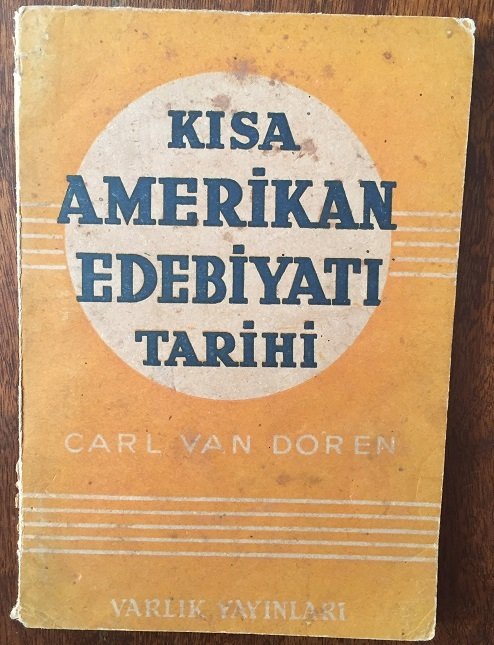 KISA
AMERİKAN
EDEBİYATI
TARİHİ
CARL VAN DOREN
VARLIK YAYINLARI